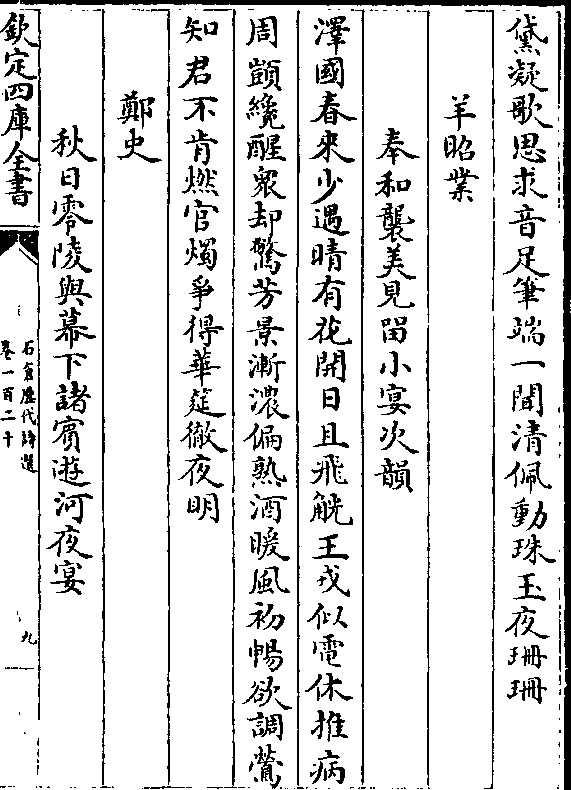 黛凝歌思求音足筆端一聞清佩動珠玉夜珊珊
羊昭業
奉和襲美見留小宴次韻
澤國春來少遇晴有花開日且飛觥王戎似電休推病
周顗纔醒衆却驚芳景漸濃偏熟酒暖風初暢欲調鶯
知君不肯燃官燭爭得華筵徹夜明
鄭史
秋日零陵與幕下諸賓遊河夜宴
欽定四庫全書
石倉歷代詩選
卷一百二十
九